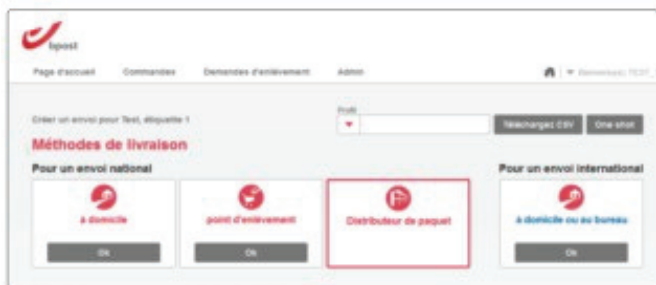 bpost
Page d'accueil Commandes Demandes d'enlèvement Admin
Profil
Créer un envoi pour Test, étiquette 1
Téléchargez CSV One shot
Méthodes de livraison
Pour un envoi national
Pour un envoi international
à domicile
point d'enlèvement
Distributeur de paquet
à domicile ou au bureau
Ok
Ok
Ok